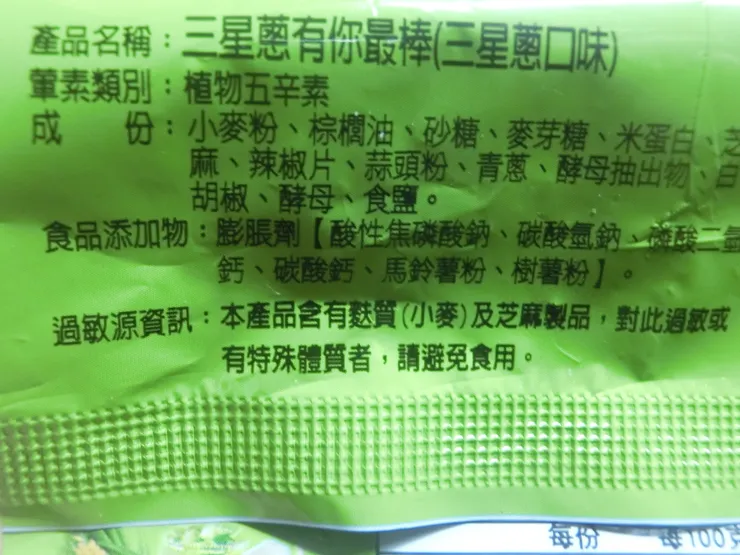 產品名稱：三星蔥有你最棒(三星蔥口味)
葷素類別：植物五辛素
成　　份：小麥粉、棕櫚油、砂糖、麥芽糖、米蛋白、芝
麻、辣椒片、蒜頭粉、青蔥、酵母抽出物、白
胡椒、酵母、食鹽。
食品添加物：膨脹劑【酸性焦磷酸鈉、碳酸氫鈉、磷酸二氫
鈣、碳酸鈣、馬鈴薯粉、樹薯粉】。
過敏源資訊：本產品含有麩質(小麥)及芝麻製品，對此過敏或
有特殊體質者，請避免食用。
每份 每100克